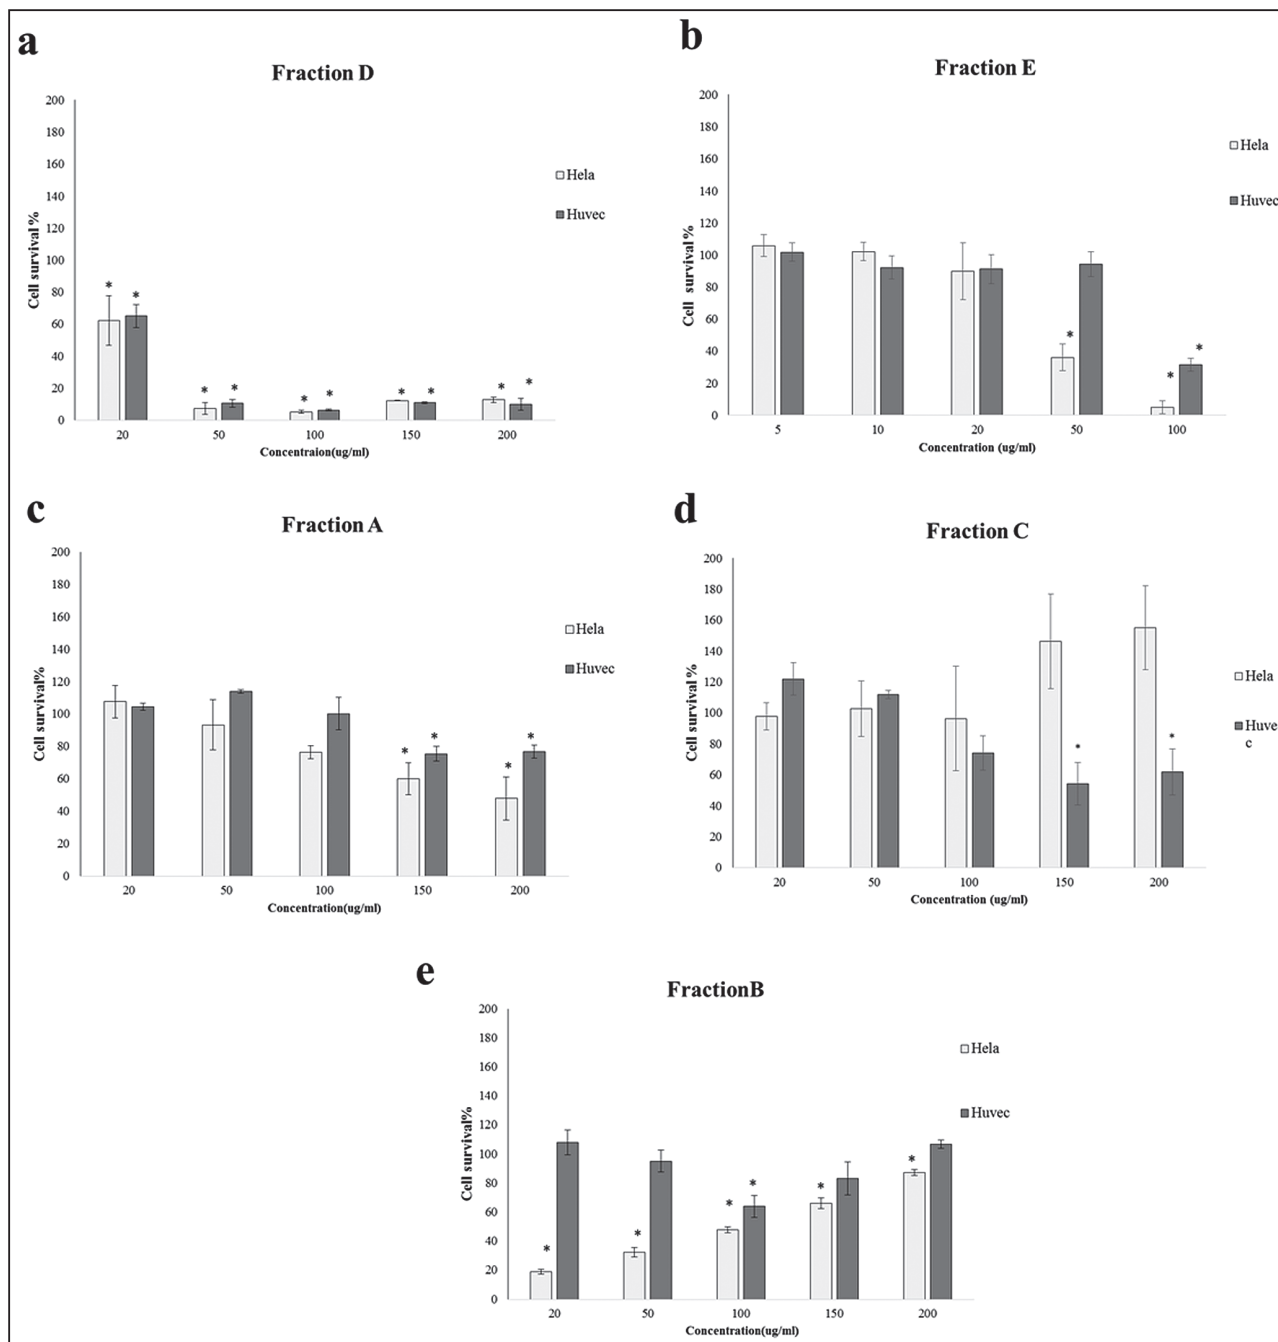 a
Fraction D
200
180
160
140
120
100
80
60
40
20
0
Cell survival %
* * * * * * * * * *
20 50 100 150 200
Concentraion(ug/ml)
Hela
Huvec
b
Fraction E
200
180
160
140
120
100
80
60
40
20
0
Cell survival %
* * *
5 10 20 50 100
Concentration (ug/ml)
Hela
Huvec
c
Fraction A
200
180
160
140
120
100
80
60
40
20
0
Cell survival%
* * * *
20 50 100 150 200
Concentration(ug/ml)
Hela
Huvec
d
Fraction C
200
180
160
140
120
100
80
60
40
20
0
Cell survival %
* *
20 50 100 150 200
Concentration (ug/ml)
Hela
Huve
c
e
FractionB
200
180
160
140
120
100
80
60
40
20
0
Cell survival%
* * * * * *
20 50 100 150 200
Concentration(ug/ml)
Hela
Huvec